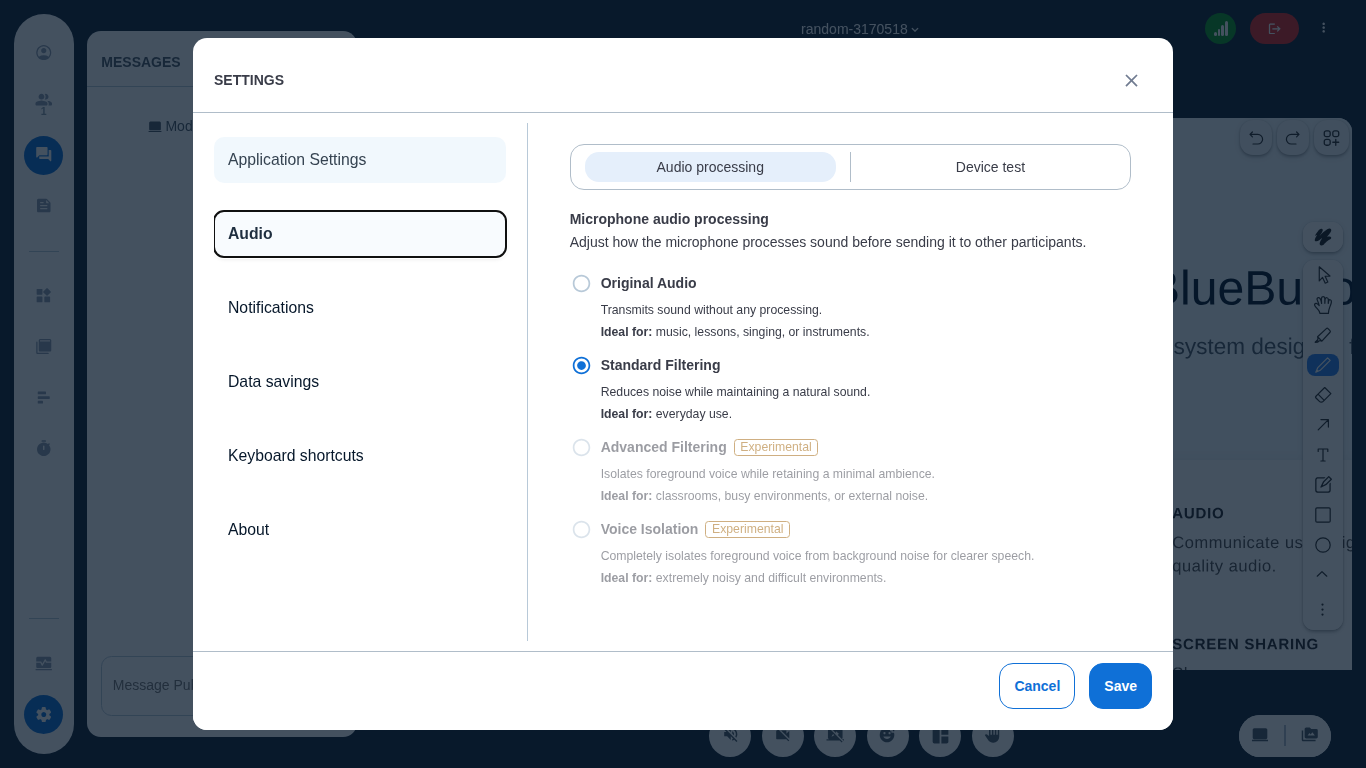 random-3170518
MESSAGES
1
SETTINGS
Application Settings
Audio
Notifications
Data savings
Keyboard shortcuts
About
Audio processing
Device test
Microphone audio processing
Adjust how the microphone processes sound before sending it to other participants.
Original Audio
Transmits sound without any processing.
Ideal for: music, lessons, singing, or instruments.
Standard Filtering
Reduces noise while maintaining a natural sound.
Ideal for: everyday use.
Advanced Filtering Experimental
Isolates foreground voice while retaining a minimal ambience.
Ideal for: classrooms, busy environments, or external noise.
Voice Isolation Experimental
Completely isolates foreground voice from background noise for clearer speech.
Ideal for: extremely noisy and difficult environments.
Cancel
Save
Message
system
AUDIO
Communicate
quality audio.
SCREEN SHARING